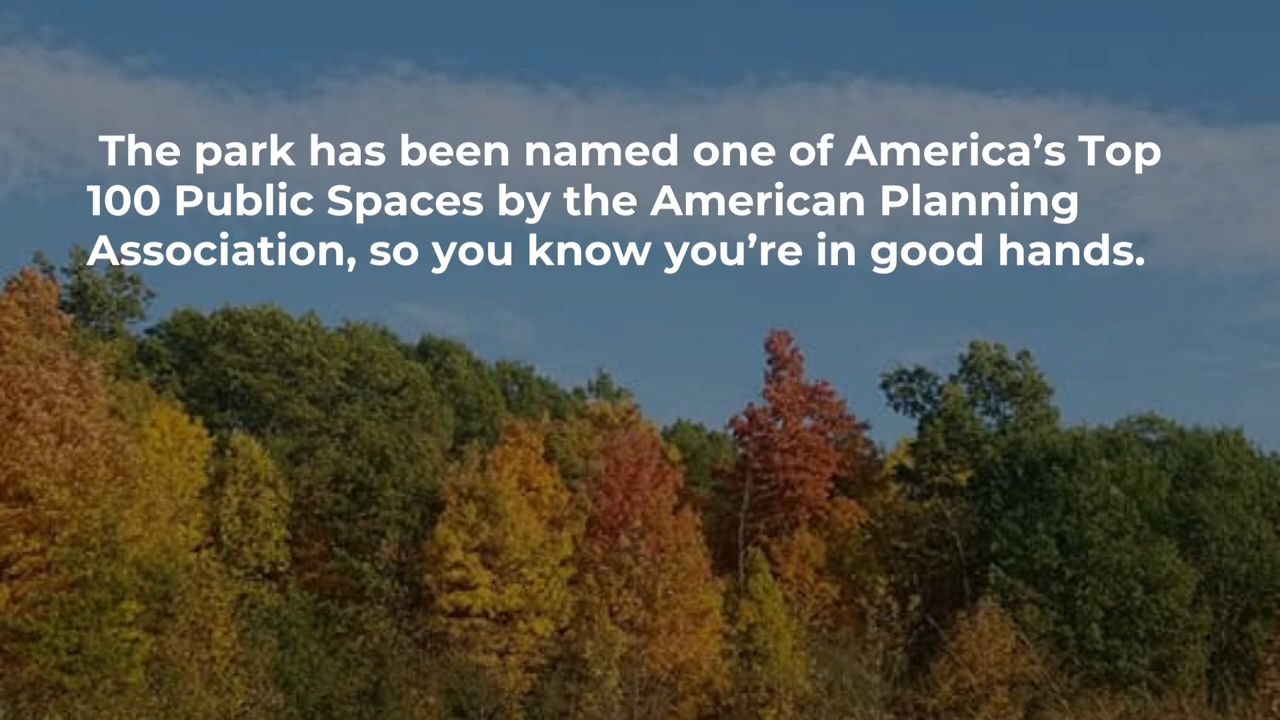 The park has been named one of America’s Top
100 Public Spaces by the American Planning
Association, so you know you’re in good hands.